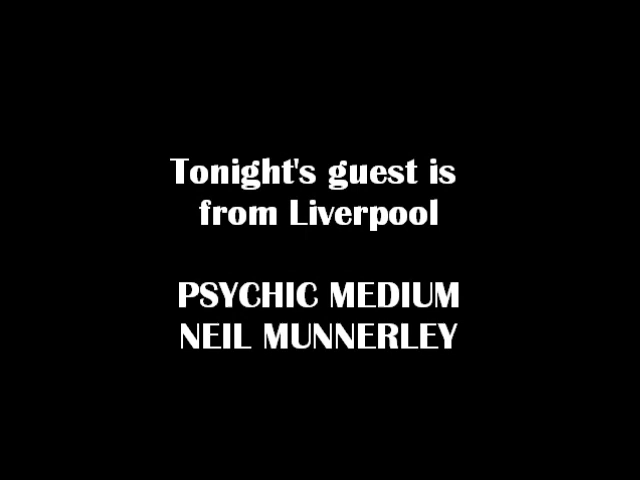 Tonight's guest is
from Liverpool
PSYCHIC MEDIUM
NEIL MUNNERLEY